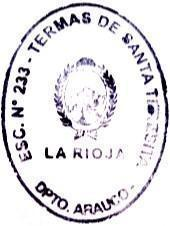 ESC. N° 233 - TERMAS DE SANTA TERESITA
LA RIOJA
DPTO. ARAUCO -